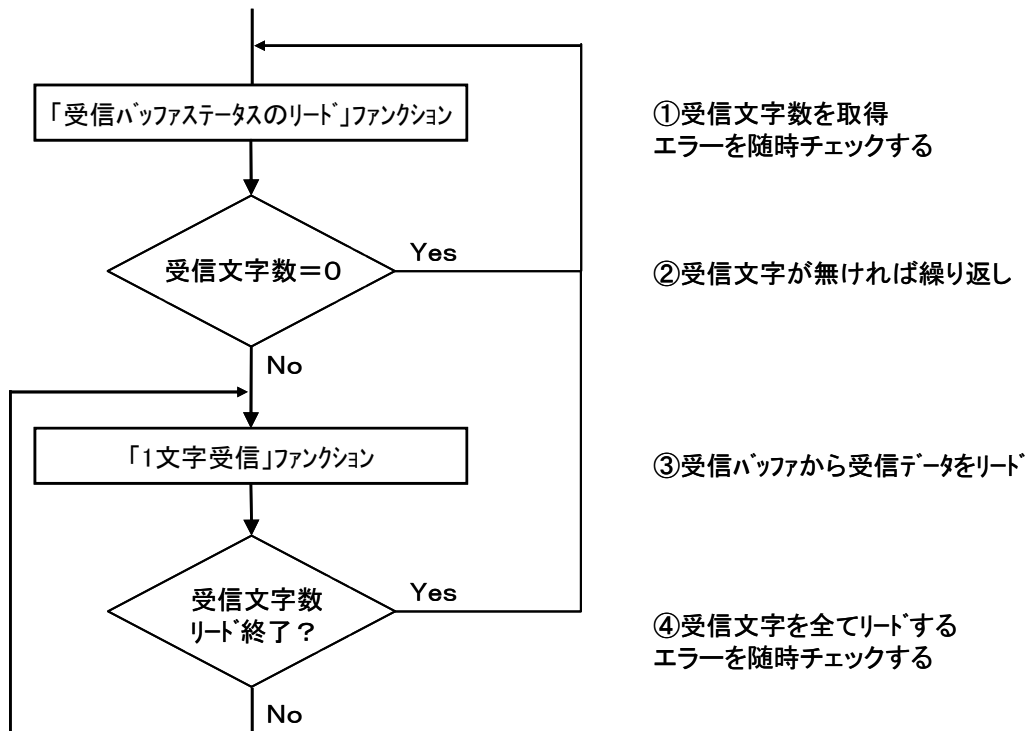 「受信ﾊﾞｯﾌｧｽﾃｰﾀｽのﾘｰﾄﾞ」ﾌｧﾝｸｼｮﾝ
①受信文字数を取得
エラーを随時チェックする
受信文字数＝０
Yes
②受信文字が無ければ繰り返し
No
「1文字受信」ﾌｧﾝｸｼｮﾝ
③受信ﾊﾞｯﾌｧから受信ﾃﾞｰﾀをﾘｰﾄﾞ
受信文字数
ﾘｰﾄﾞ終了？
Yes
④受信文字を全てﾘｰﾄﾞする
エラーを随時チェックする
No